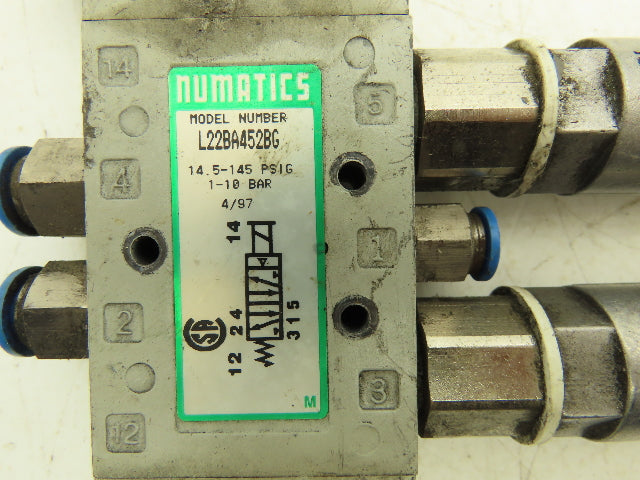 NUMATICS
MODEL NUMBER
L22BA452BG
14.5-145 PSIG
1-10 BAR
4/97
14
2 4
12
3 1 5
SA
M
14
5
4
1
2
3
12